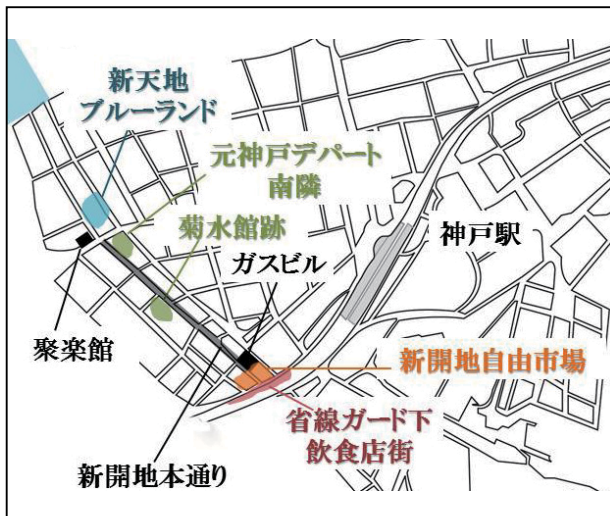 新天地
ブルーランド
元神戸デパート
南隣
菊水館跡
ガスビル
神戸駅
聚楽館
新開地自由市場
省線ガード下
飲食店街
新開地本通り